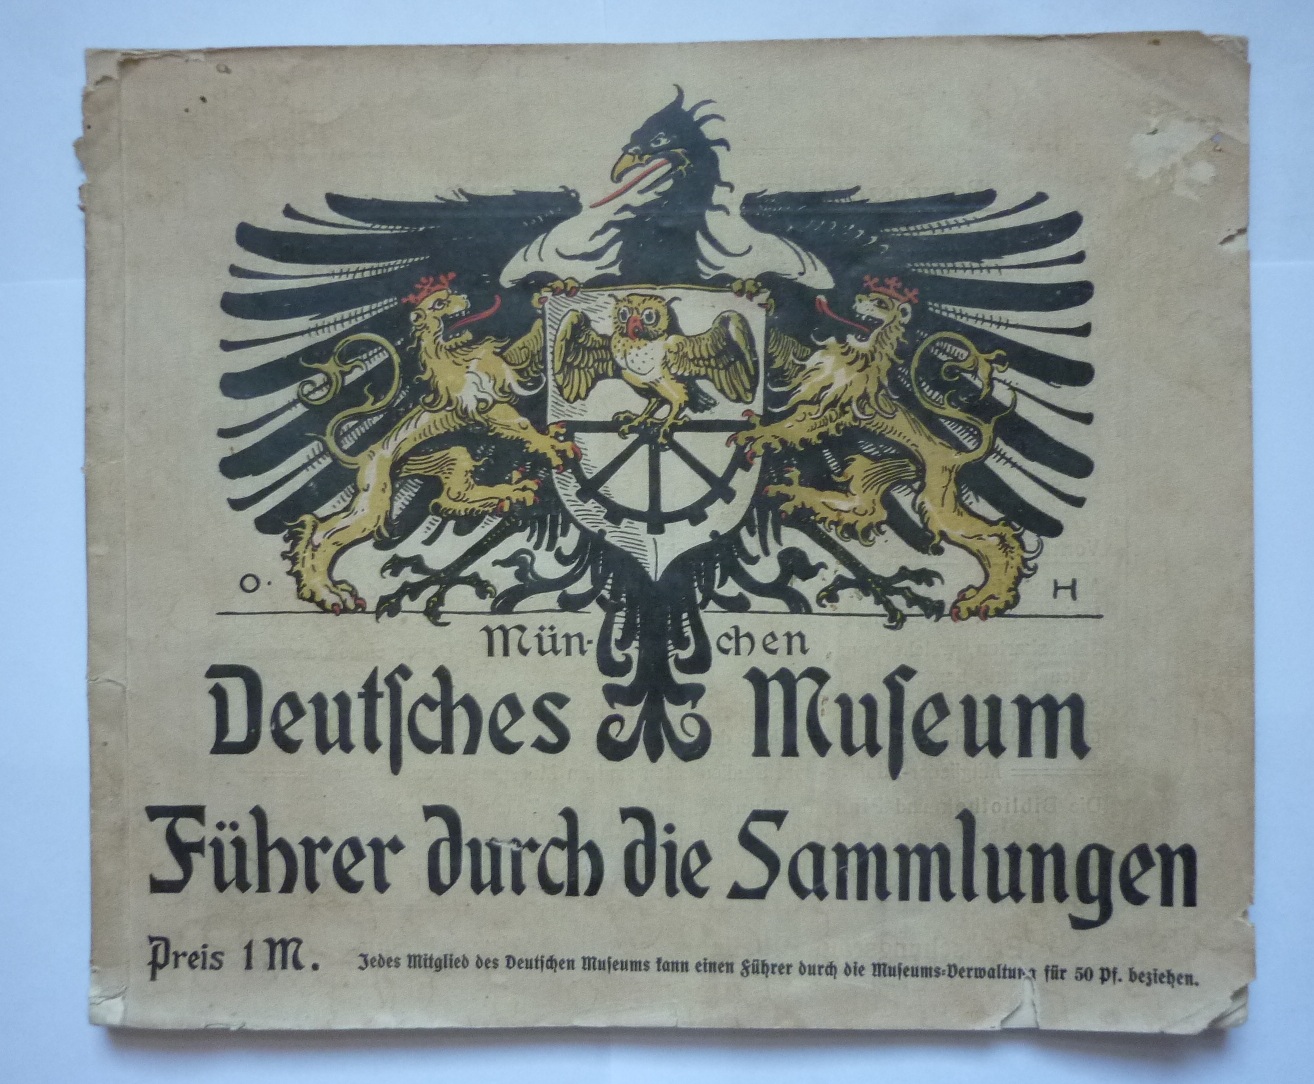 O. H
Mün- chen
Deutſches Muſeum
Führer durch die Sammlungen
Preis 1 M. Jedes Mitglied des Deutſchen Muſeums kann einen Führer durch die Muſeums-Verwaltung für 50 Pf. beziehen.